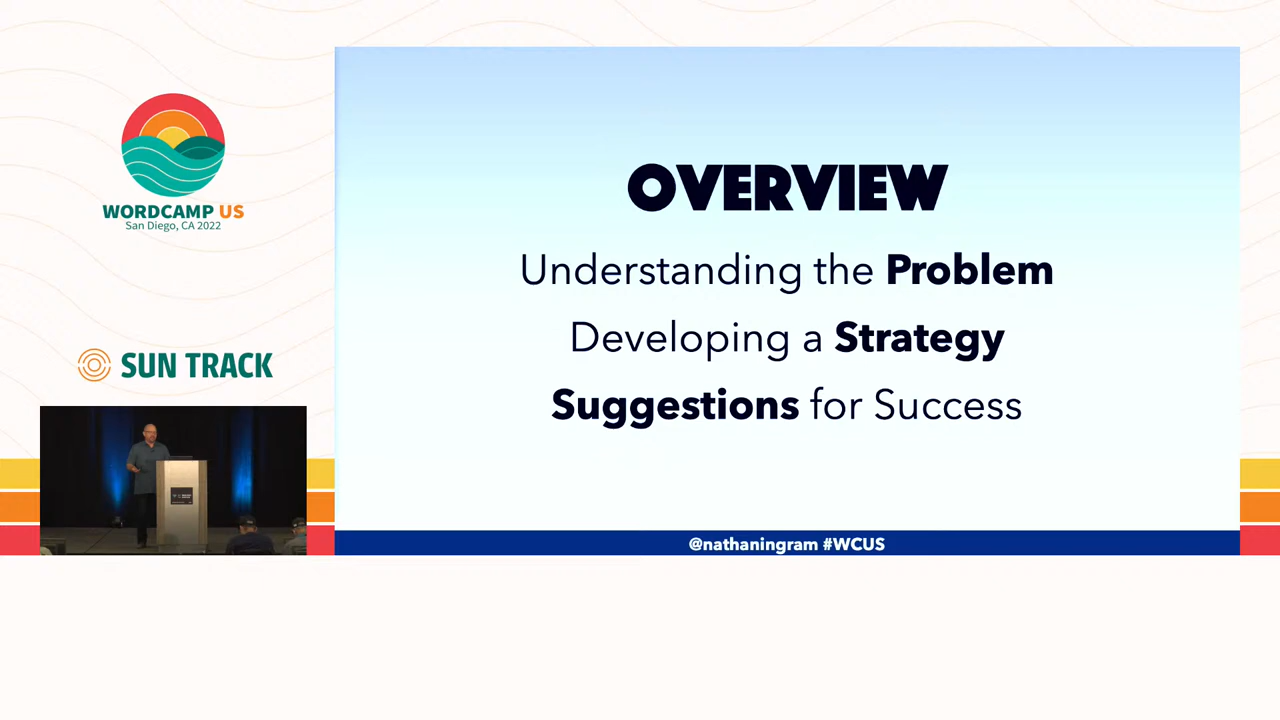 WORDCAMP US
San Diego, CA 2022
SUN TRACK
OVERVIEW
Understanding the Problem
Developing a Strategy
Suggestions for Success
@nathaningram #WCUS